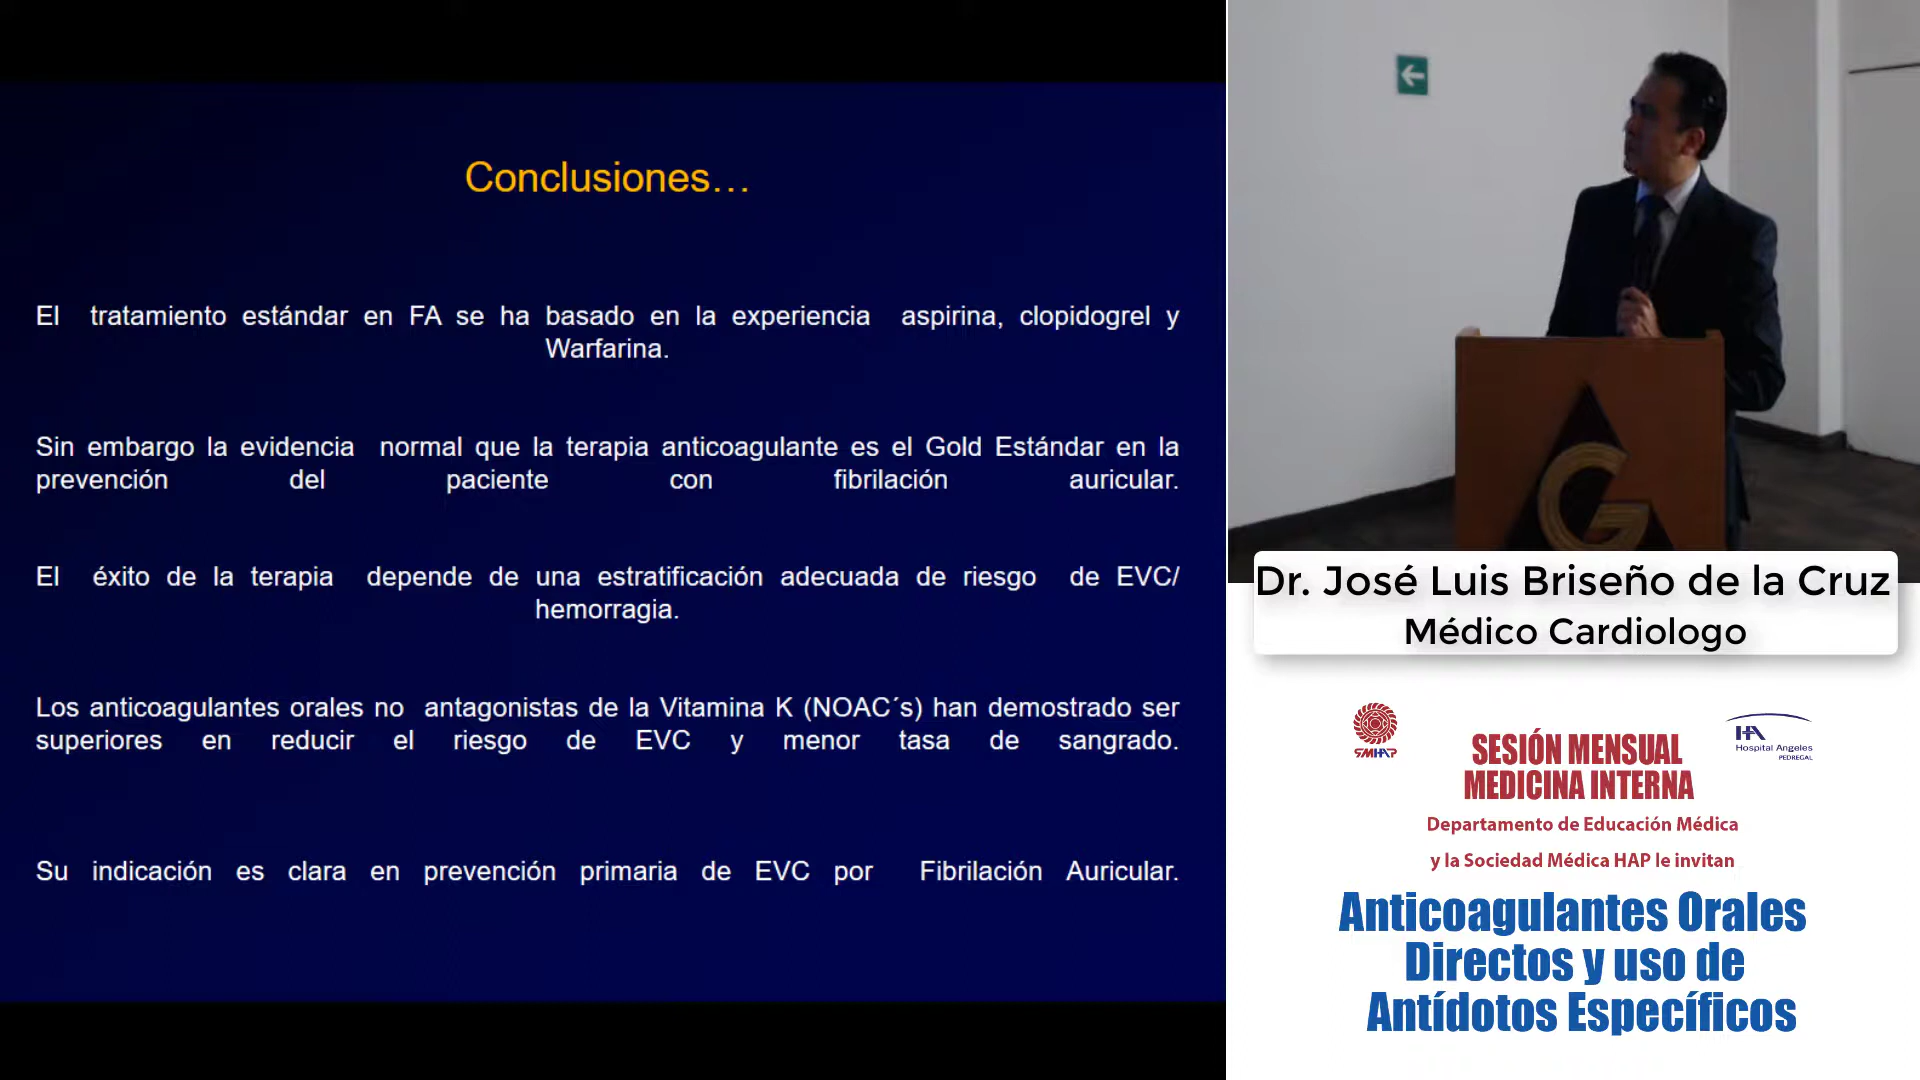 Conclusiones…
El tratamiento estándar en FA se ha basado en la experiencia aspirina, clopidogrel y
Warfarina.
Sin embargo la evidencia normal que la terapia anticoagulante es el Gold Estándar en la
prevención del paciente con fibrilación auricular.
El éxito de la terapia depende de una estratificación adecuada de riesgo de EVC/
hemorragia.
Los anticoagulantes orales no antagonistas de la Vitamina K (NOAC´s) han demostrado ser
superiores en reducir el riesgo de EVC y menor tasa de sangrado.
Su indicación es clara en prevención primaria de EVC por Fibrilación Auricular.
Dr. José Luis Briseño de la Cruz
Médico Cardiologo
SMHAP
HA
Hospital Angeles
PEDREGAL
SESIÓN MENSUAL
MEDICINA INTERNA
Departamento de Educación Médica
y la Sociedad Médica HAP le invitan
Anticoagulantes Orales
Directos y uso de
Antídotos Específicos